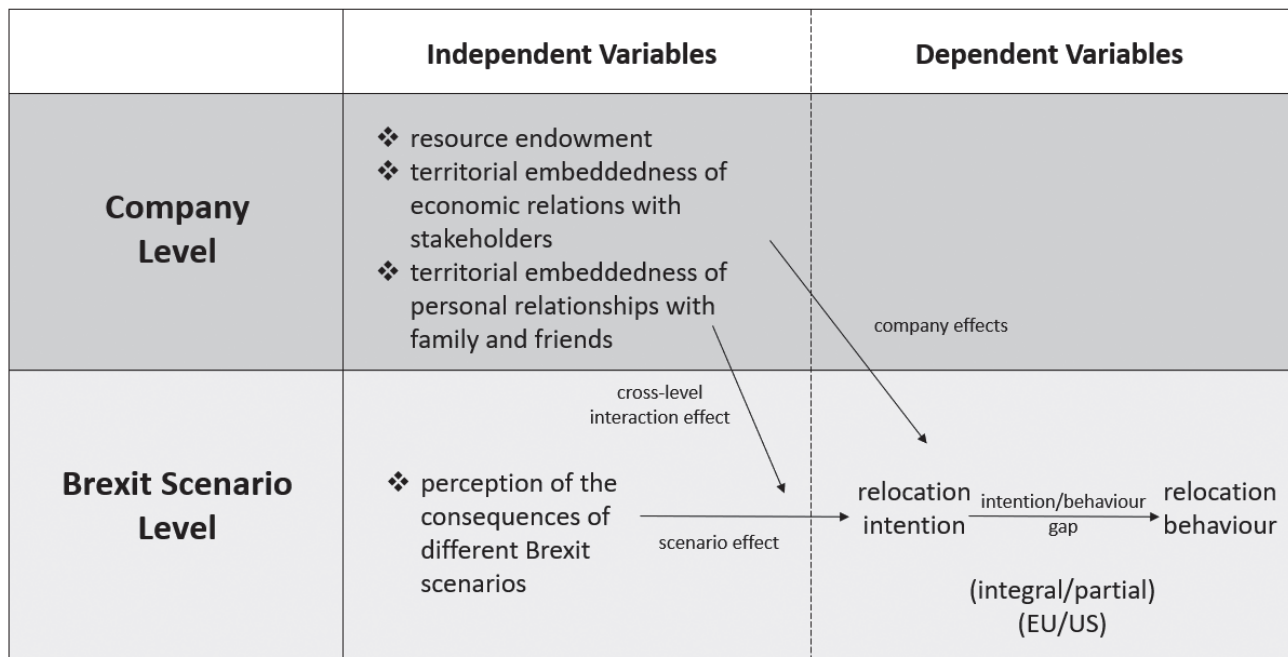 Independent Variables
Dependent Variables
Company
Level
❖ resource endowment
❖ territorial embeddedness of
economic relations with
stakeholders
❖ territorial embeddedness of
personal relationships with
family and friends
company effects
cross-level
interaction effect
Brexit Scenario
Level
❖ perception of the
consequences of
different Brexit
scenarios
scenario effect
relocation
intention
intention/behaviour
gap
relocation
behaviour
(integral/partial)
(EU/US)